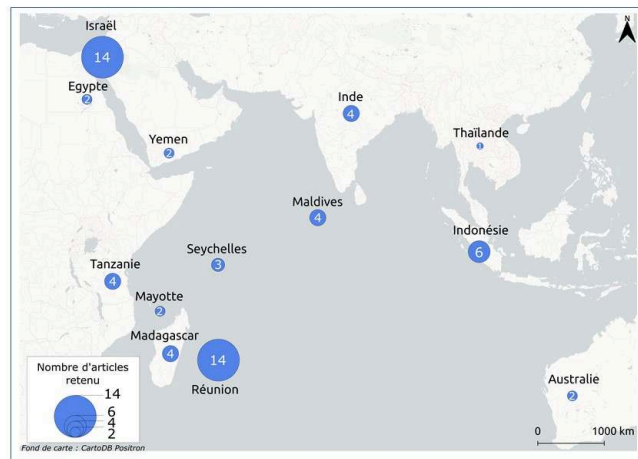 Israël
14
N
Egypte
2
Inde
4
Yemen
2
Thaïlande
1
Maldives
4
Indonésie
6
Seychelles
3
Tanzanie
4
Mayotte
2
Madagascar
4
14
Réunion
Australie
2
Nombre d'articles
retenu
14
6
4
2
0 1000 km
Fond de carte : CartoDB Positron